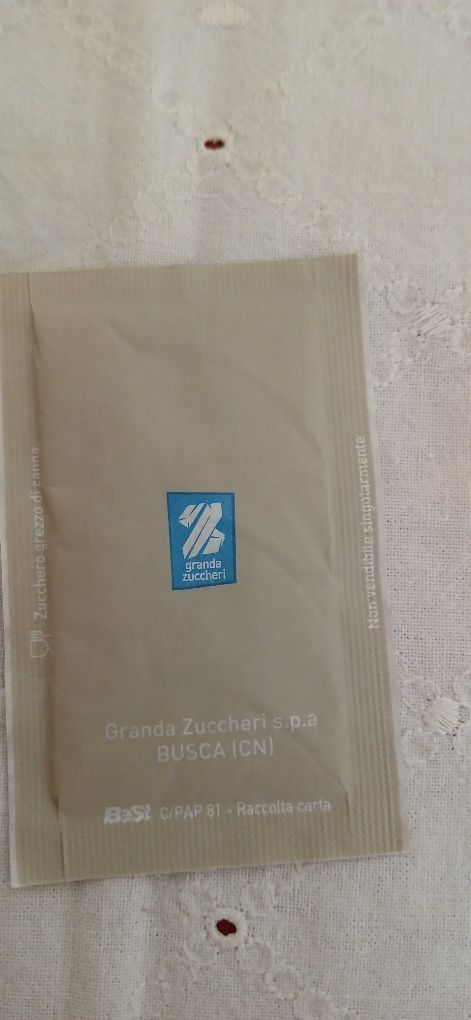 Zucchero grezzo di canna
granda
zuccheri
Non vendibile singolarmente
Granda Zuccheri s.p.a
BUSCA (CN)
BeSt C/PAP 81 - Raccolta carta